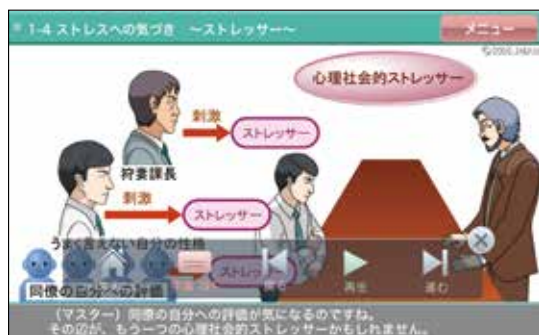 1-4 ストレスへの気づき ～ストレッサー～
メニュー
心理社会的ストレッサー
刺激
ストレッサー
狩妻課長
刺激
ストレッサー
うまく言えない自分の性格
ストレッサー
再生
進む
同僚の自分への評価
（マスター）同僚の自分への評価が気になるのですね。
その辺が、もう一つの心理社会的ストレッサーかもしれません。